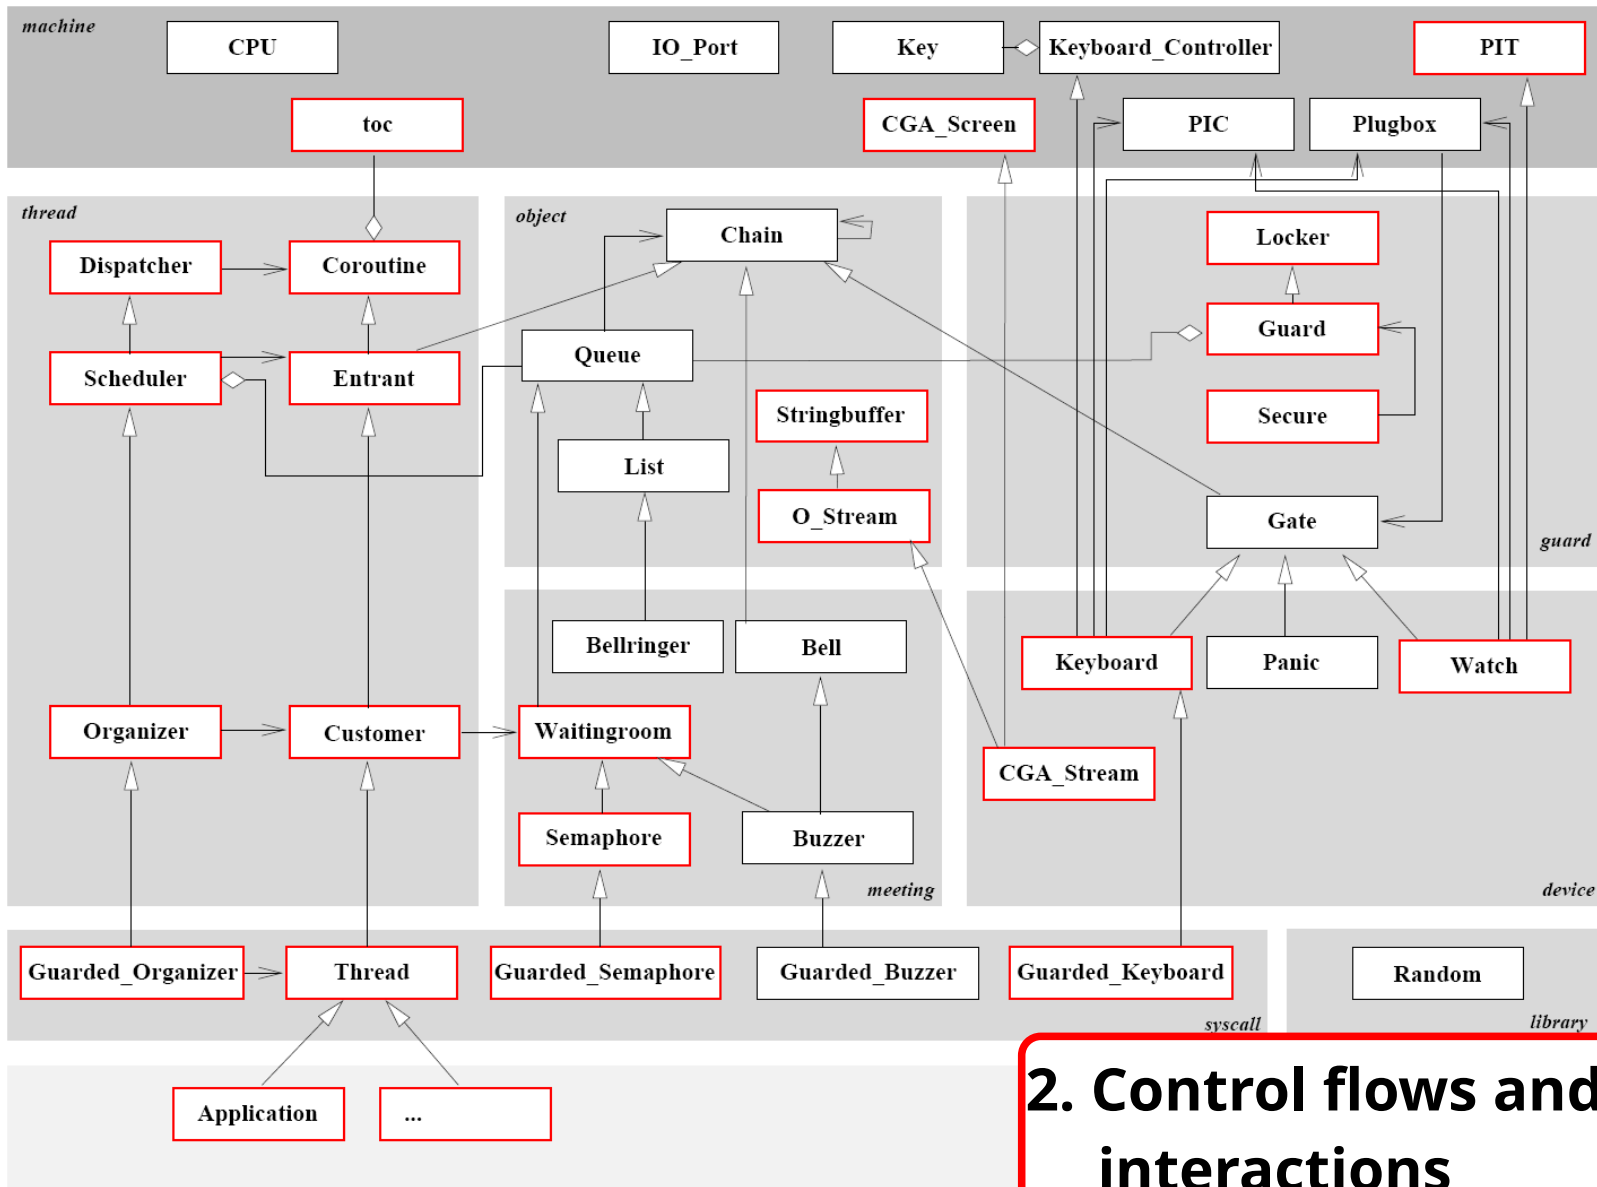 machine
CPU
IO_Port
Key
Keyboard_Controller
PIT
toc
CGA_Screen
PIC
Plugbox
thread
object
Chain
Locker
Dispatcher
Coroutine
Guard
Queue
Scheduler
Entrant
Stringbuffer
Secure
List
O_Stream
Gate
guard
Bellringer
Bell
Keyboard
Panic
Watch
Organizer
Customer
Waitingroom
CGA_Stream
Semaphore
Buzzer
meeting
device
Guarded_Organizer
Thread
Guarded_Semaphore
Guarded_Buzzer
Guarded_Keyboard
Random
syscall
library
Application
...
2. Control flows and
interactions